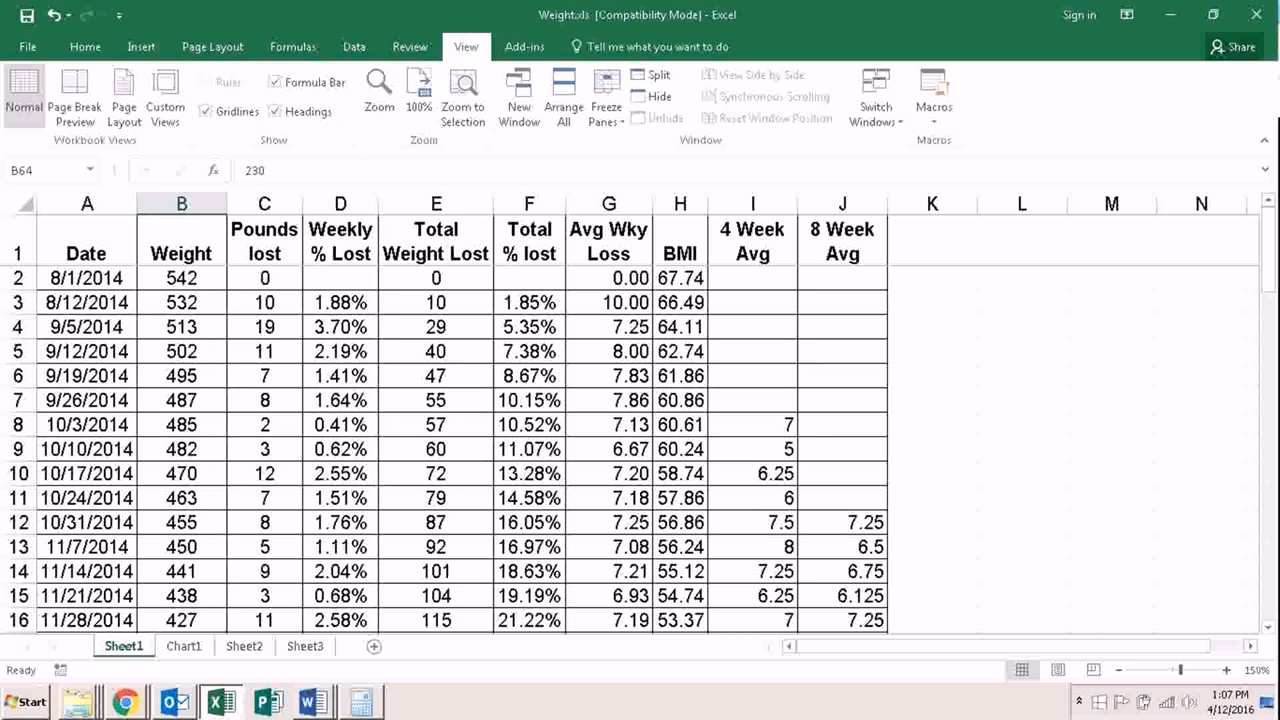 Weight.xls [Compatibility Mode] - Excel
Sign in
File Home Insert Page Layout Formulas Data Review View Add-ins Tell me what you want to do Share
Normal
Page Break Preview
Page Layout
Custom Views
Workbook Views
Ruler
Formula Bar
Gridlines
Headings
Show
Zoom
100%
Zoom to Selection
Zoom
New Window
Arrange All
Freeze Panes
Split
Hide
Unhide
View Side by Side
Synchronous Scrolling
Reset Window Position
Window
Switch Windows
Macros
Macros
B64 fx 230
A B C D E F G H I J K L M N
1 Date Weight Pounds lost Weekly % Lost Total Weight Lost Total % lost Avg Wky Loss BMI 4 Week Avg 8 Week Avg
2 8/1/2014 542 0 0 0.00 67.74
3 8/12/2014 532 10 1.88% 10 1.85% 10.00 66.49
4 9/5/2014 513 19 3.70% 29 5.35% 7.25 64.11
5 9/12/2014 502 11 2.19% 40 7.38% 8.00 62.74
6 9/19/2014 495 7 1.41% 47 8.67% 7.83 61.86
7 9/26/2014 487 8 1.64% 55 10.15% 7.86 60.86
8 10/3/2014 485 2 0.41% 57 10.52% 7.13 60.61 7
9 10/10/2014 482 3 0.62% 60 11.07% 6.67 60.24 5
10 10/17/2014 470 12 2.55% 72 13.28% 7.20 58.74 6.25
11 10/24/2014 463 7 1.51% 79 14.58% 7.18 57.86 6
12 10/31/2014 455 8 1.76% 87 16.05% 7.25 56.86 7.5 7.25
13 11/7/2014 450 5 1.11% 92 16.97% 7.08 56.24 8 6.5
14 11/14/2014 441 9 2.04% 101 18.63% 7.21 55.12 7.25 6.75
15 11/21/2014 438 3 0.68% 104 19.19% 6.93 54.74 6.25 6.125
16 11/28/2014 427 11 2.58% 115 21.22% 7.19 53.37 7 7.25
Sheet1 Chart1 Sheet2 Sheet3
Ready
150%
Start
1:07 PM
4/12/2016